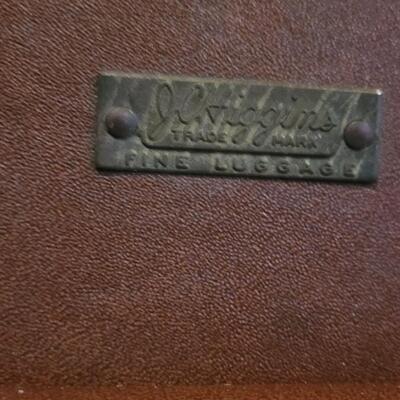 J.C. Higgins
TRADE MARK
FINE LUGGAGE